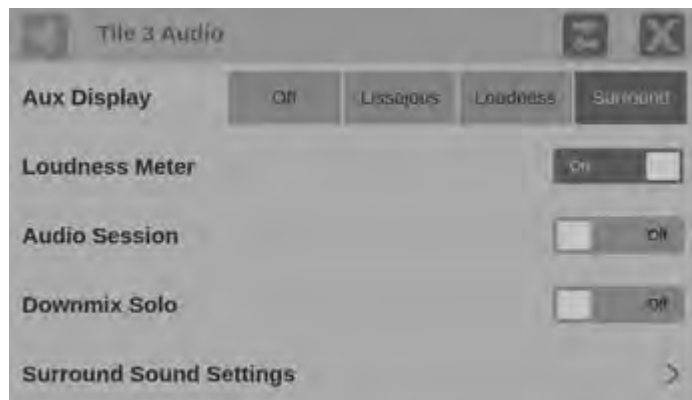 Tile 3 Audio
Aux Display Off Lissajous Loudness Surround
Loudness Meter On
Audio Session Off
Downmix Solo Off
Surround Sound Settings